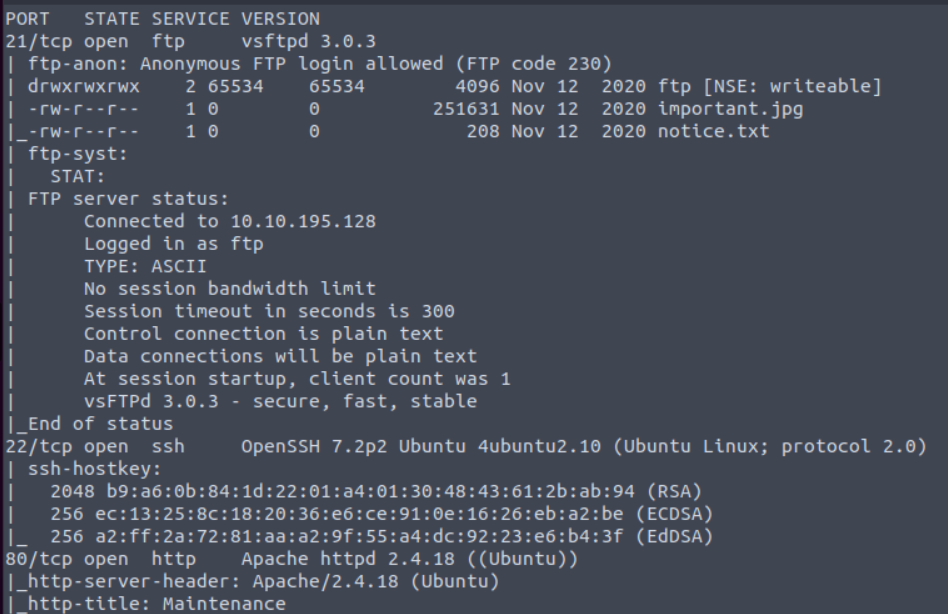 PORT   STATE SERVICE VERSION
21/tcp open  ftp     vsftpd 3.0.3
| ftp-anon: Anonymous FTP login allowed (FTP code 230)
| drwxrwxrwx    2 65534    65534        4096 Nov 12  2020 ftp [NSE: writeable]
| -rw-r--r--    1 0        0          251631 Nov 12  2020 important.jpg
|_-rw-r--r--    1 0        0             208 Nov 12  2020 notice.txt
| ftp-syst:
|   STAT:
| FTP server status:
|      Connected to 10.10.195.128
|      Logged in as ftp
|      TYPE: ASCII
|      No session bandwidth limit
|      Session timeout in seconds is 300
|      Control connection is plain text
|      Data connections will be plain text
|      At session startup, client count was 1
|      vsFTPd 3.0.3 - secure, fast, stable
|_End of status
22/tcp open  ssh     OpenSSH 7.2p2 Ubuntu 4ubuntu2.10 (Ubuntu Linux; protocol 2.0)
| ssh-hostkey:
|   2048 b9:a6:0b:84:1d:22:01:a4:01:30:48:43:61:2b:ab:94 (RSA)
|   256 ec:13:25:8c:18:20:36:e6:ce:91:0e:16:26:eb:a2:be (ECDSA)
|_  256 a2:ff:2a:72:81:aa:a2:9f:55:a4:dc:92:23:e6:b4:3f (EdDSA)
80/tcp open  http    Apache httpd 2.4.18 ((Ubuntu))
|_http-server-header: Apache/2.4.18 (Ubuntu)
|_http-title: Maintenance